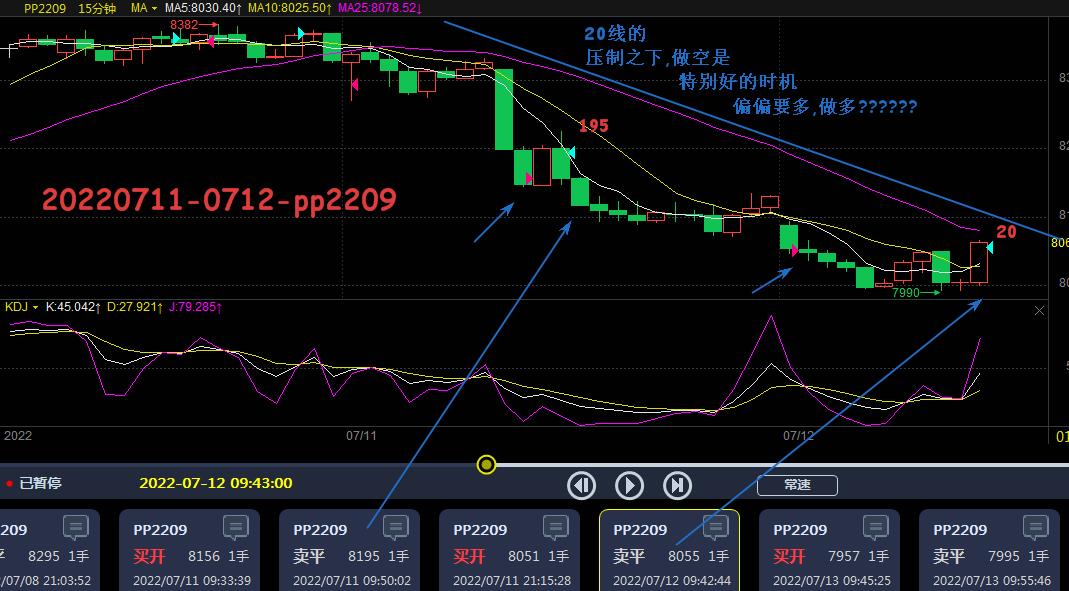 PP2209 15分钟 MA MA5:8030.40↑ MA10:8025.50↑ MA25:8078.52↓
8382
20线的
压制之下,做空是
特别好的时机
偏偏要多,做多??????
195
20220711-0712-pp2209
20
806
7990
KDJ K:45.042↑ D:27.921↑ J:79.285↑
2022 07/11 07/12 01
已暂停 2022-07-12 09:43:00 常速
209 PP2209 PP2209 PP2209 PP2209 PP2209 PP2209
平 8295 1手 买开 8156 1手 卖平 8195 1手 买开 8051 1手 卖平 8055 1手 买开 7957 1手 卖平 7995 1手
/07/08 21:03:52 2022/07/11 09:33:39 2022/07/11 09:50:02 2022/07/11 21:15:28 2022/07/12 09:42:44 2022/07/13 09:45:25 2022/07/13 09:55:46